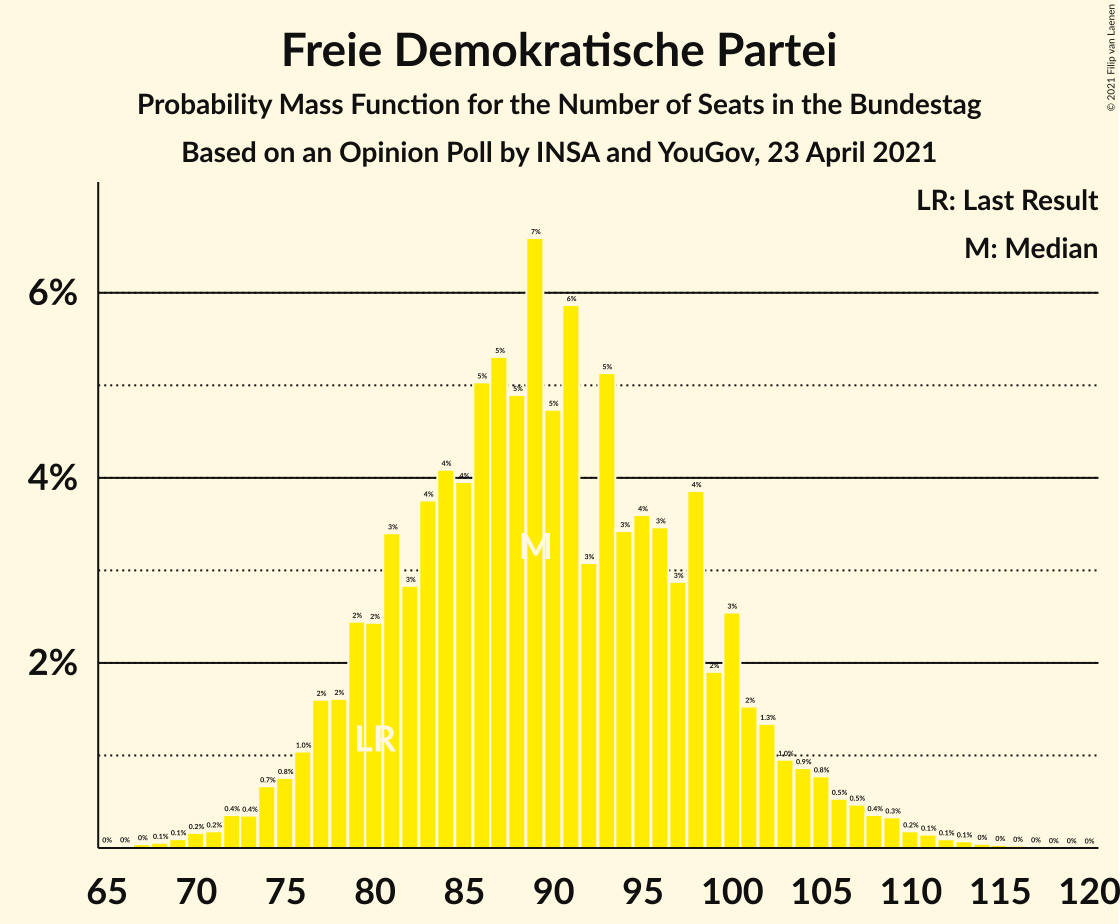 Freie Demokratische Partei
Probability Mass Function for the Number of Seats in the Bundestag
Based on an Opinion Poll by INSA and YouGov, 23 April 2021
© 2021 Filip van Laenen
LR: Last Result
M: Median
6%
4%
2%
0% 0% 0% 0.1% 0.1% 0.2% 0.2% 0.4% 0.4% 0.7% 0.8% 1.0% 2% 2% 2% 2% 3% 3% 4% 4% 4% 5% 5% 5% 7% 5% 6% 3% 5% 3% 4% 3% 3% 4% 2% 3% 2% 1.3% 1.0% 0.9% 0.8% 0.5% 0.5% 0.4% 0.3% 0.2% 0.1% 0.1% 0.1% 0% 0% 0% 0% 0% 0% 0%
M
LR
65 70 75 80 85 90 95 100 105 110 115 120